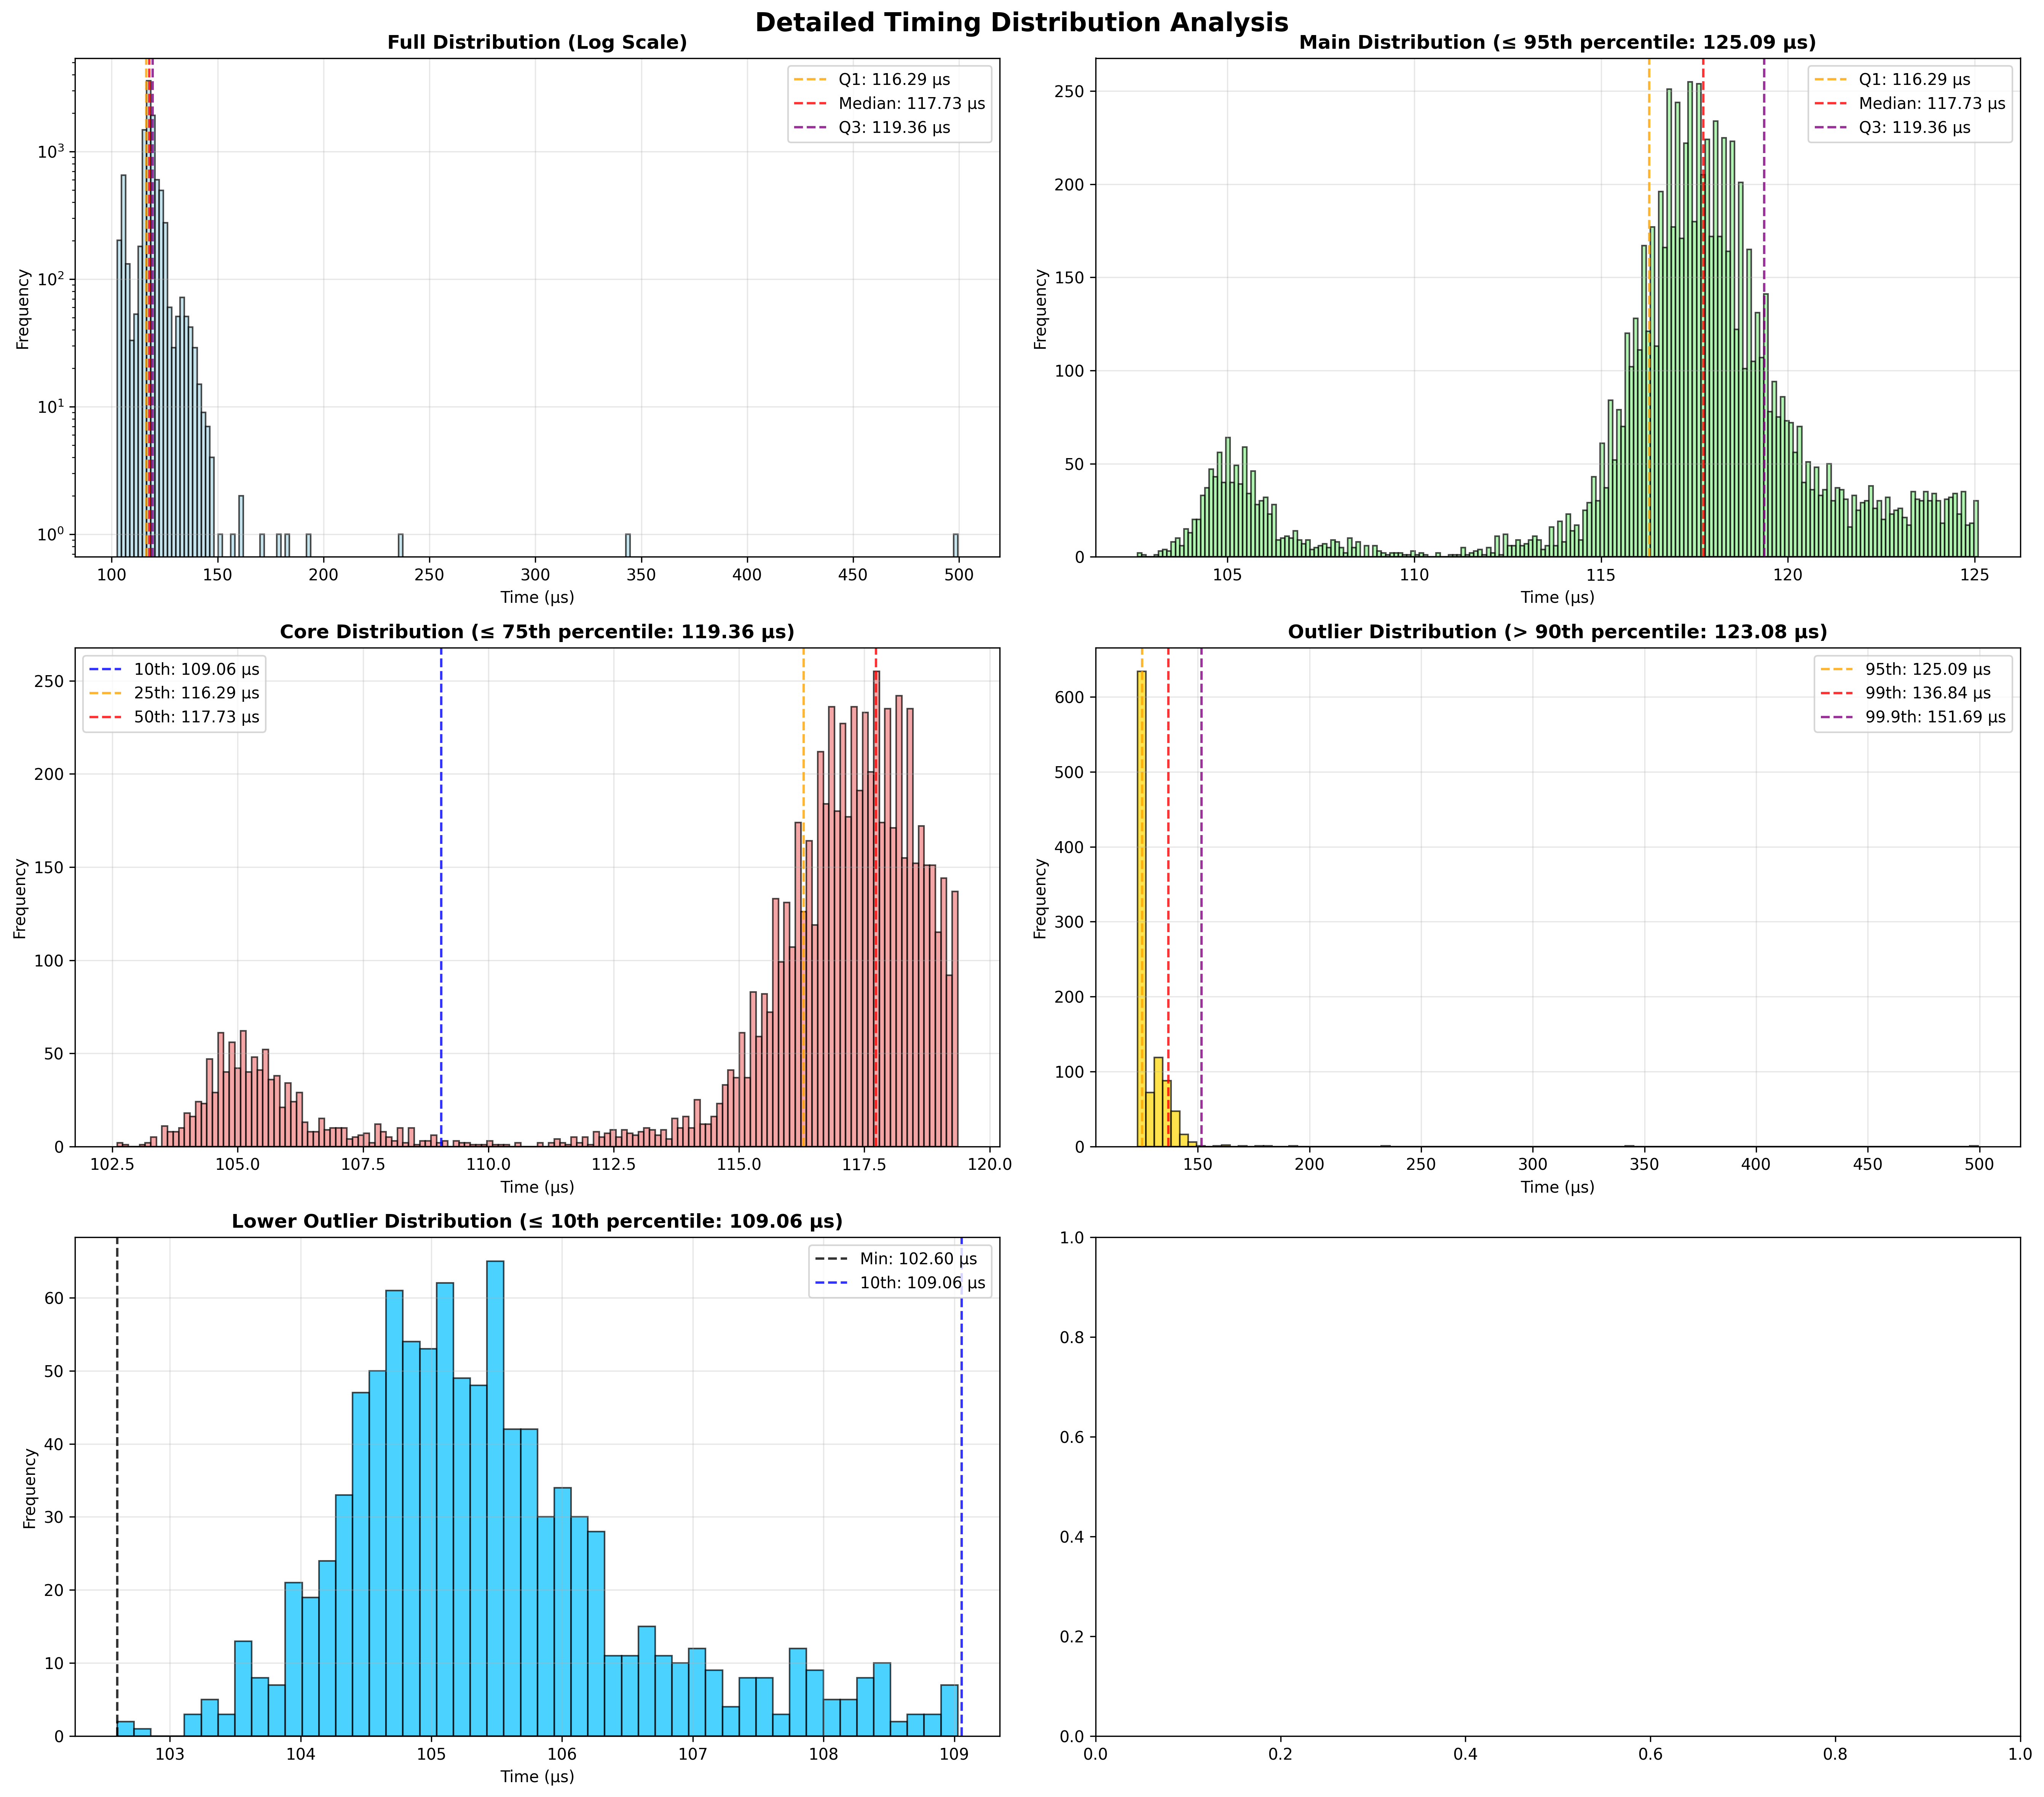 Detailed Timing Distribution Analysis
Full Distribution (Log Scale)
Frequency
10³
10²
10¹
10⁰
Q1: 116.29 µs
Median: 117.73 µs
Q3: 119.36 µs
100 150 200 250 300 350 400 450 500
Time (µs)
Main Distribution (≤ 95th percentile: 125.09 µs)
Frequency
250
200
150
100
50
0
Q1: 116.29 µs
Median: 117.73 µs
Q3: 119.36 µs
105 110 115 120 125
Time (µs)
Core Distribution (≤ 75th percentile: 119.36 µs)
Frequency
250
200
150
100
50
0
10th: 109.06 µs
25th: 116.29 µs
50th: 117.73 µs
102.5 105.0 107.5 110.0 112.5 115.0 117.5 120.0
Time (µs)
Outlier Distribution (> 90th percentile: 123.08 µs)
Frequency
600
500
400
300
200
100
0
95th: 125.09 µs
99th: 136.84 µs
99.9th: 151.69 µs
150 200 250 300 350 400 450 500
Time (µs)
Lower Outlier Distribution (≤ 10th percentile: 109.06 µs)
Frequency
60
50
40
30
20
10
0
Min: 102.60 µs
10th: 109.06 µs
103 104 105 106 107 108 109
Time (µs)
1.0
0.8
0.6
0.4
0.2
0.0
0.0 0.2 0.4 0.6 0.8 1.0